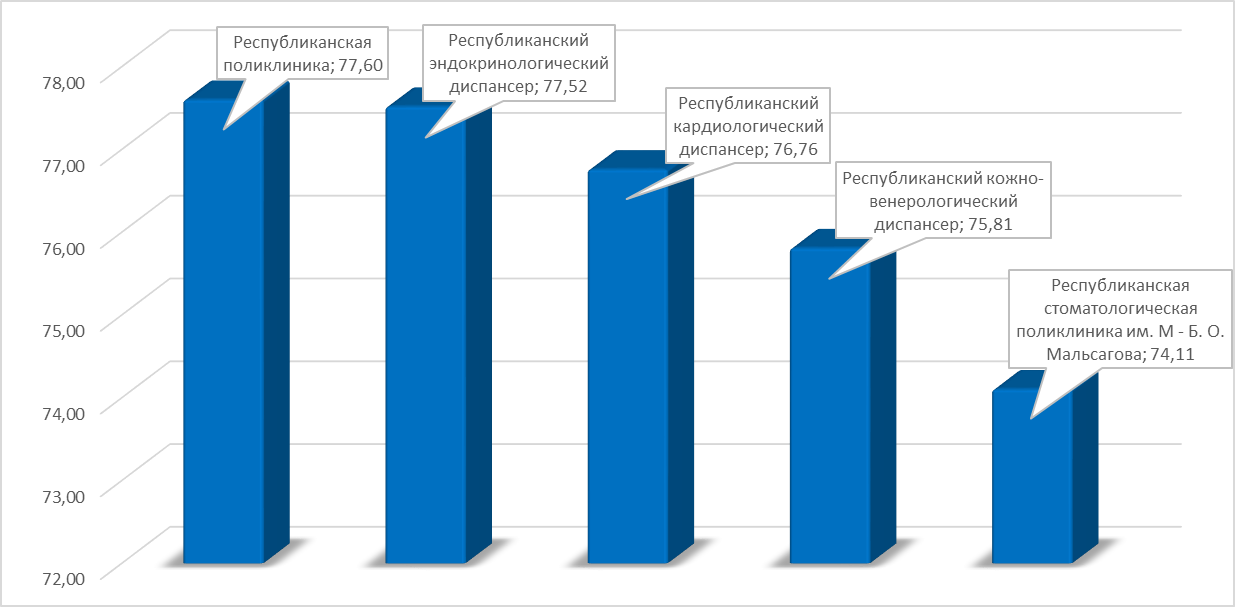 78,00
77,00
76,00
75,00
74,00
73,00
72,00
Республиканская
поликлиника; 77,60
Республиканский
эндокринологический
диспансер; 77,52
Республиканский
кардиологический
диспансер; 76,76
Республиканский кожно-
венерологический
диспансер; 75,81
Республиканская
стоматологическая
поликлиника им. М - Б. О.
Мальсагова; 74,11